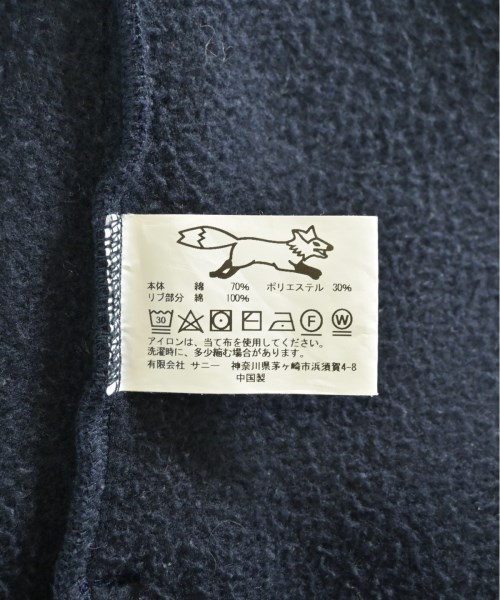 本体 綿 70% ポリエステル 30%
リブ部分 綿 100%
30 F W
アイロンは、当て布を使用してください。
洗濯時に、多少縮む場合があります。
有限会社 サニー 神奈川県茅ヶ崎市浜須賀4-8
中国製